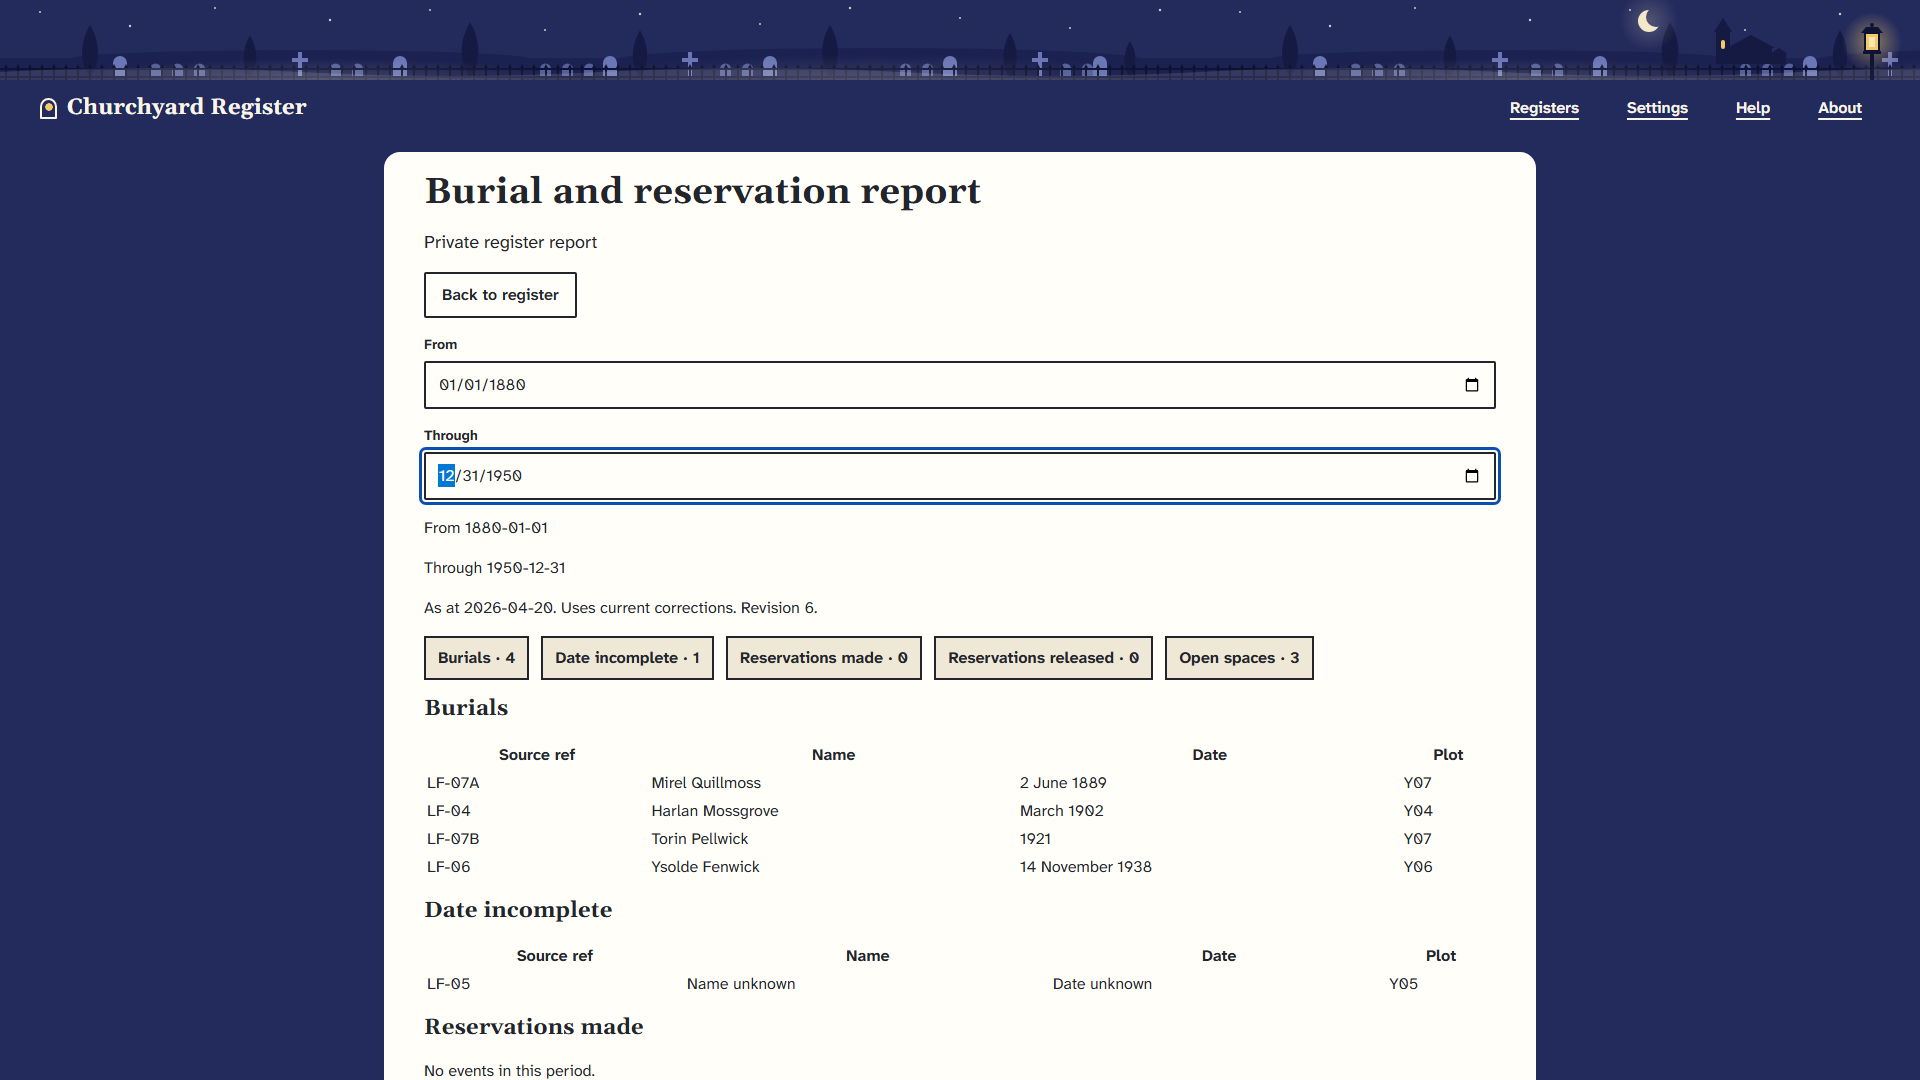 Churchyard Register
Registers Settings Help About
Burial and reservation report
Private register report
Back to register
From
01/01/1880
Through
12/31/1950
From 1880-01-01
Through 1950-12-31
As at 2026-04-20. Uses current corrections. Revision 6.
Burials · 4 Date incomplete · 1 Reservations made · 0 Reservations released · 0 Open spaces · 3
Burials
Source ref Name Date Plot
LF-07A Mirel Quillmoss 2 June 1889 Y07
LF-04 Harlan Mossgrove March 1902 Y04
LF-07B Torin Pellwick 1921 Y07
LF-06 Ysolde Fenwick 14 November 1938 Y06
Date incomplete
Source ref Name Date Plot
LF-05 Name unknown Date unknown Y05
Reservations made
No events in this period.